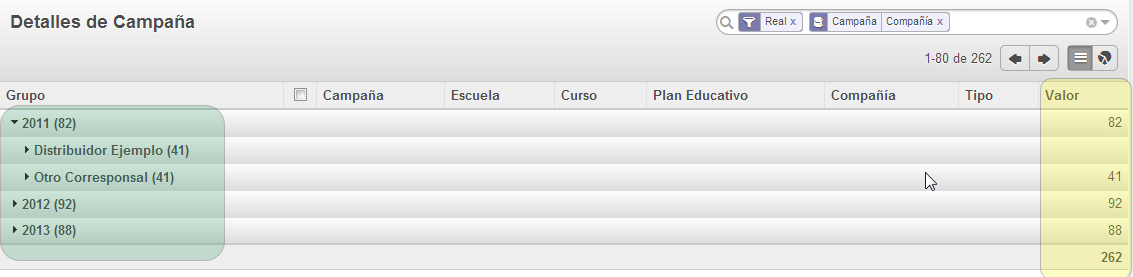 Detalles de Campaña
Real x Campaña Compañía x
1-80 de 262
Grupo Campaña Escuela Curso Plan Educativo Compañía Tipo Valor
2011 (82) 82
Distribuidor Ejemplo (41)
Otro Corresponsal (41) 41
2012 (92) 92
2013 (88) 88
262